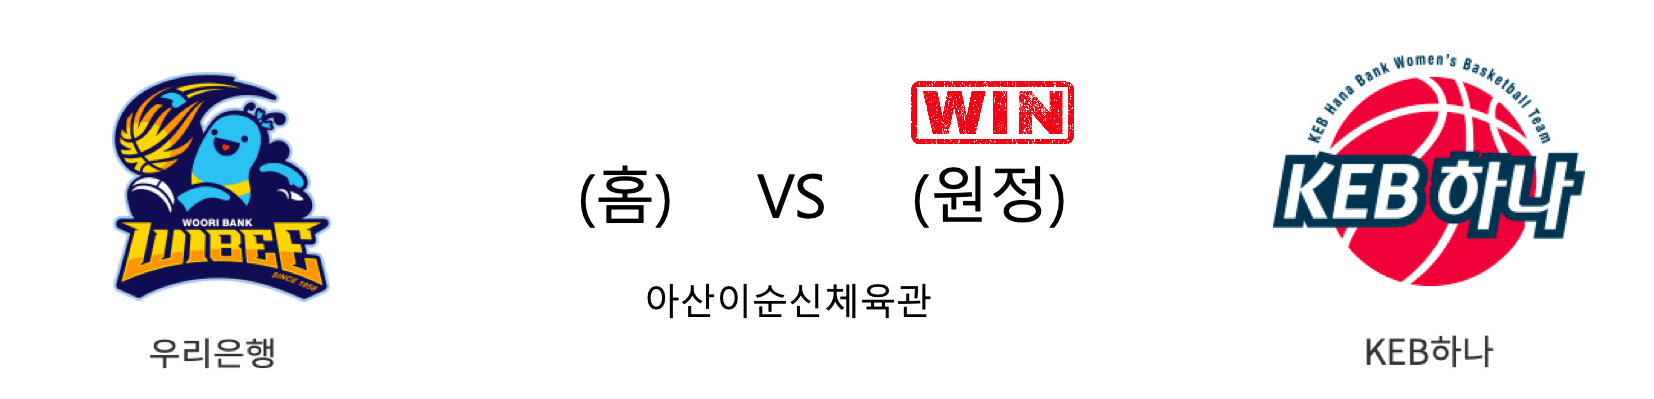 WOORI BANK
WIBEE
SINCE 1958
우리은행
WIN
(홈) VS (원정)
아산이순신체육관
KEB Hana Bank Women's Basketball Team
KEB 하나
KEB하나